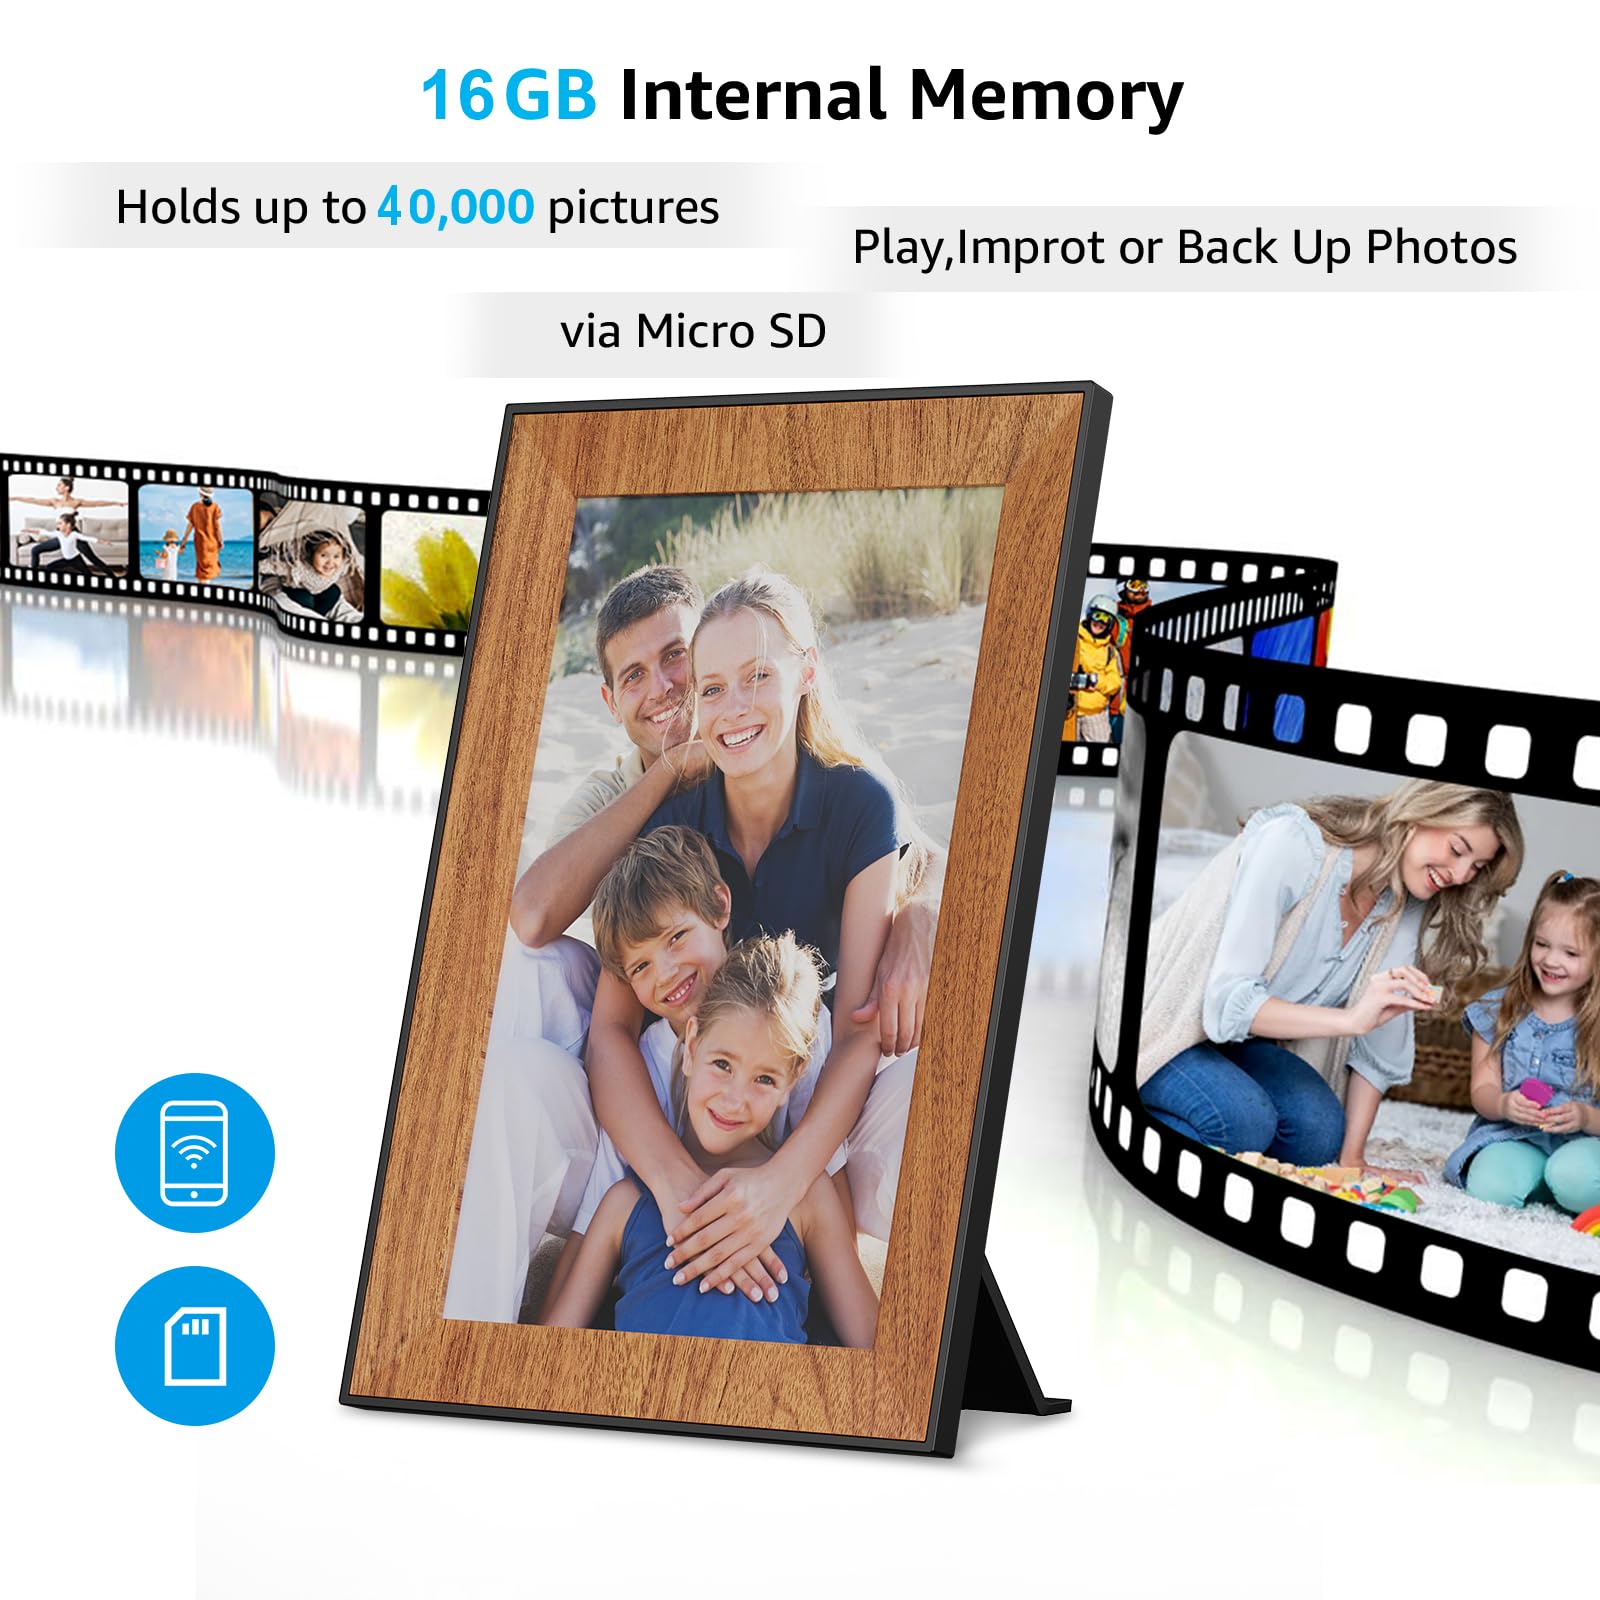 16GB Internal Memory
Holds up to 40,000 pictures
Play,Improt or Back Up Photos
via Micro SD